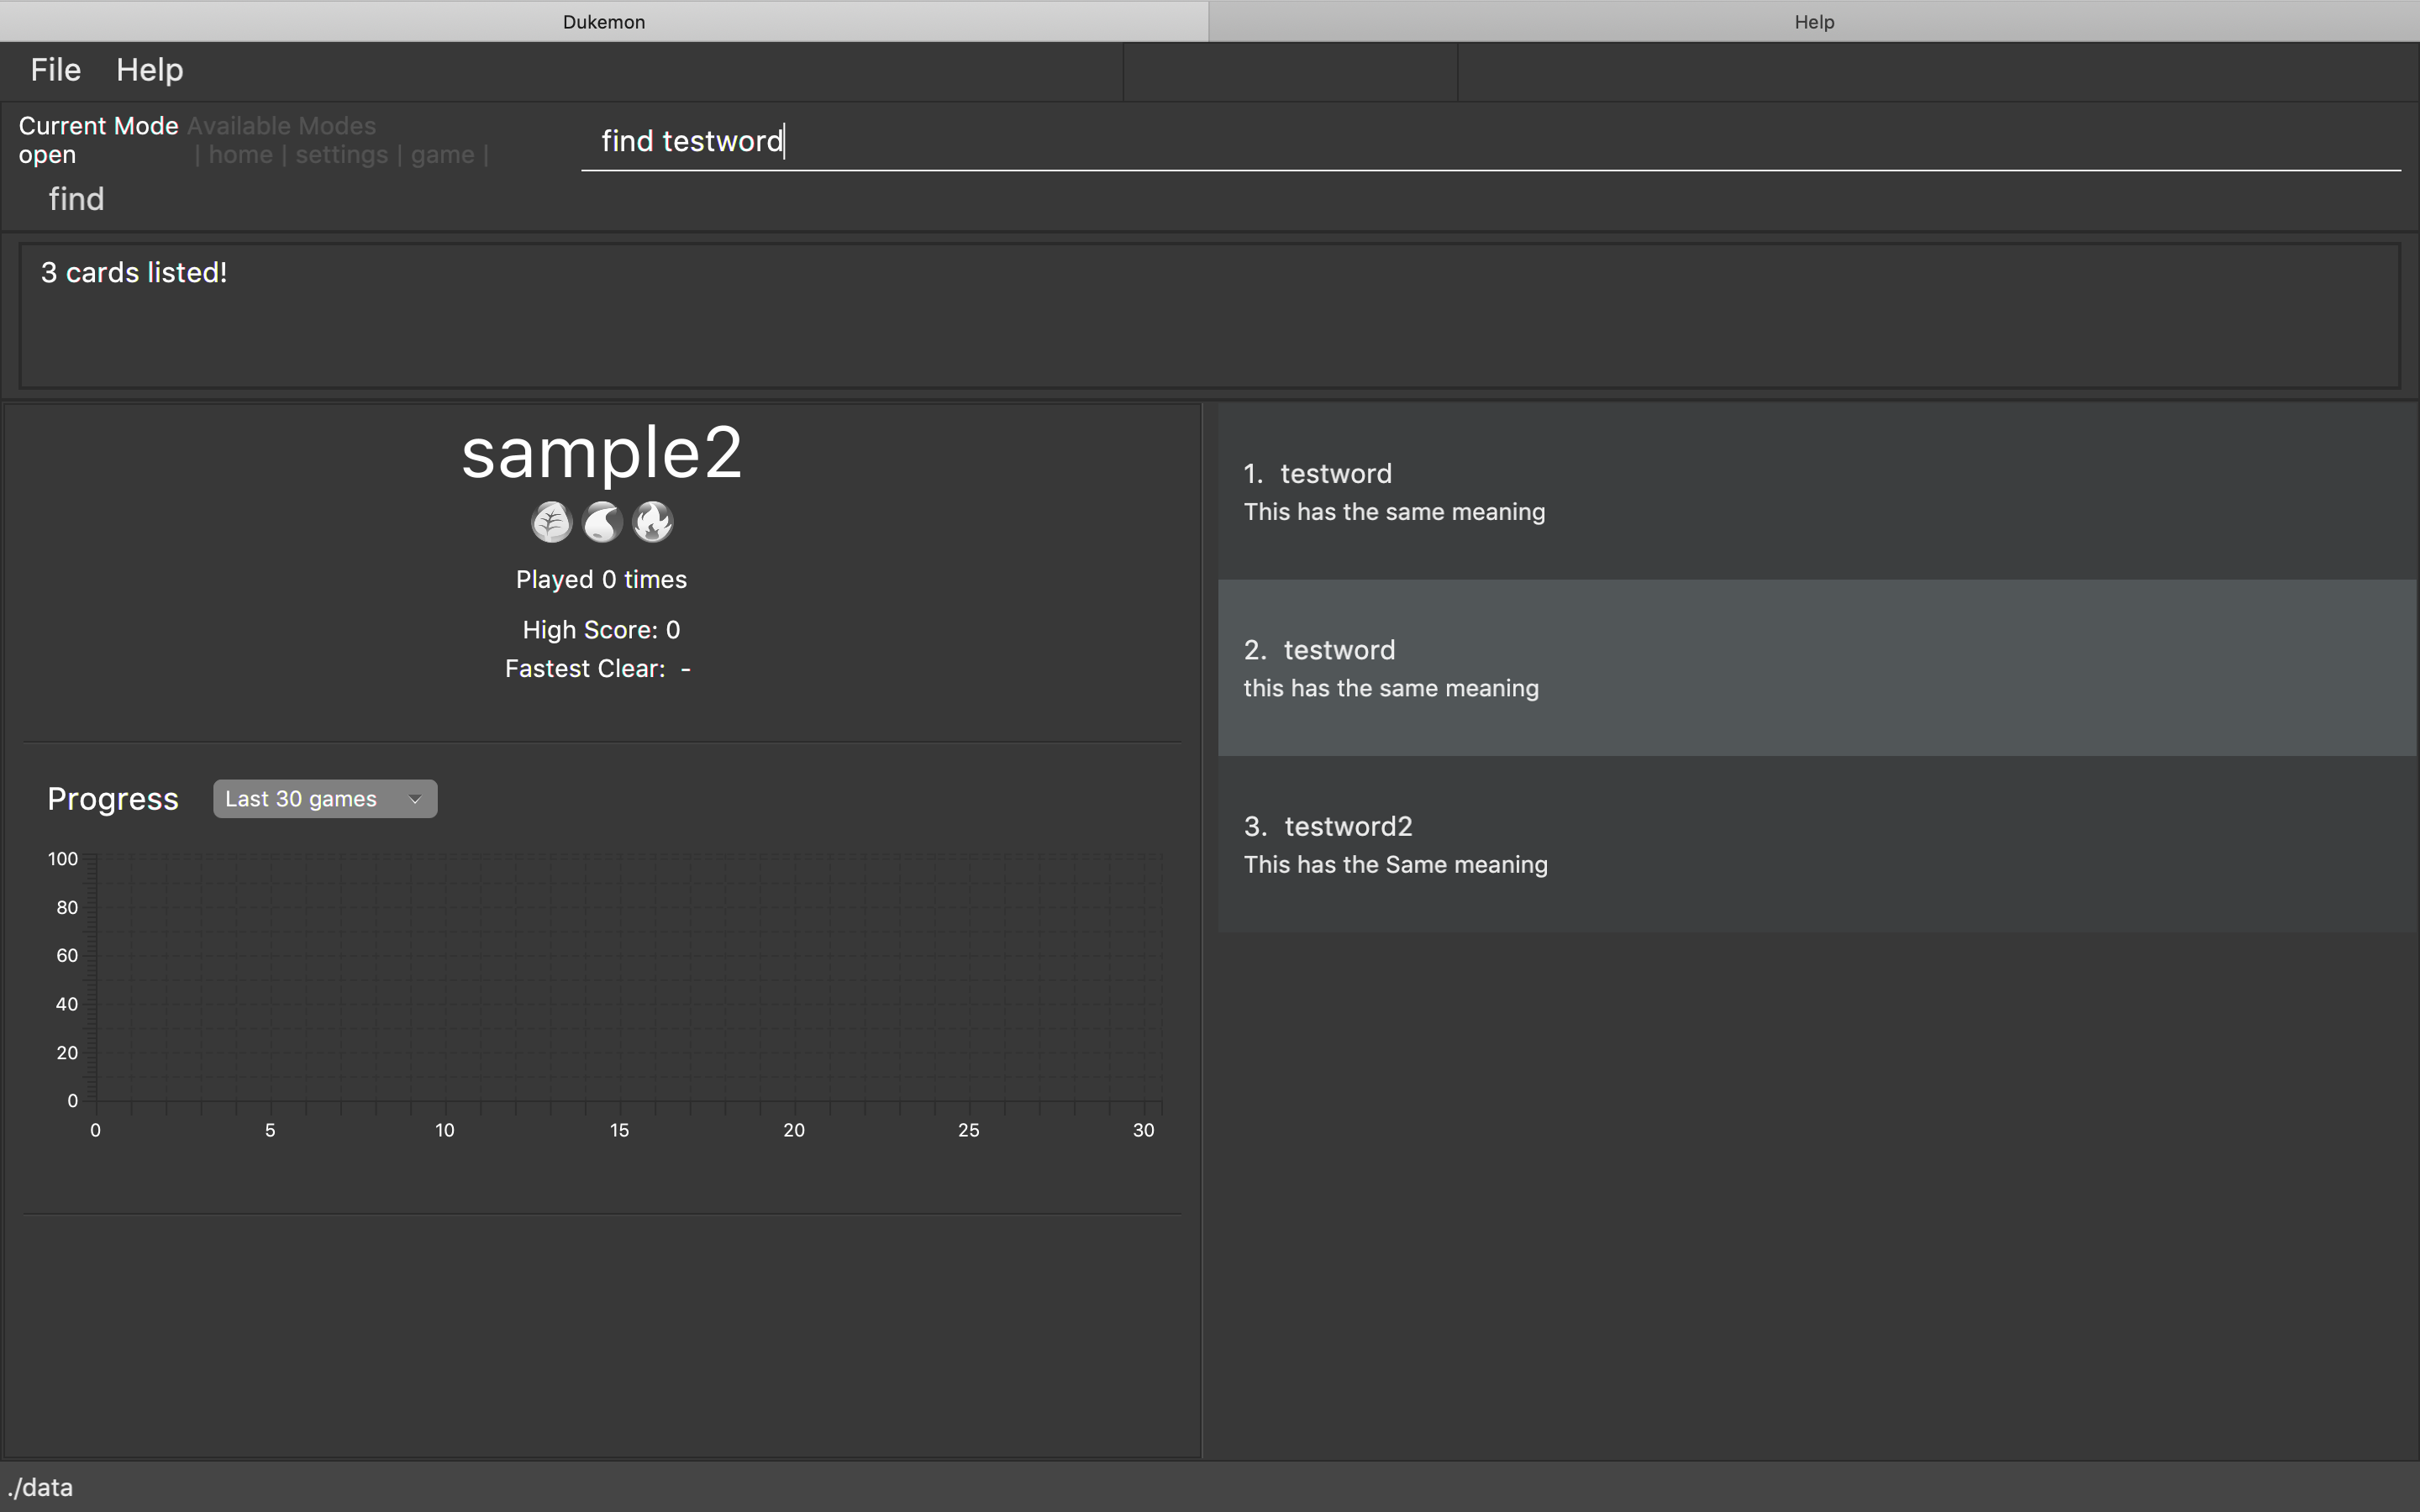 Dukemon
Help
File Help
Current Mode Available Modes
open | home | settings | game |
find testword
find
3 cards listed!
sample2
Played 0 times
High Score: 0
Fastest Clear: -
Progress Last 30 games
100
80
60
40
20
0
0 5 10 15 20 25 30
1. testword
This has the same meaning
2. testword
this has the same meaning
3. testword2
This has the Same meaning
./data